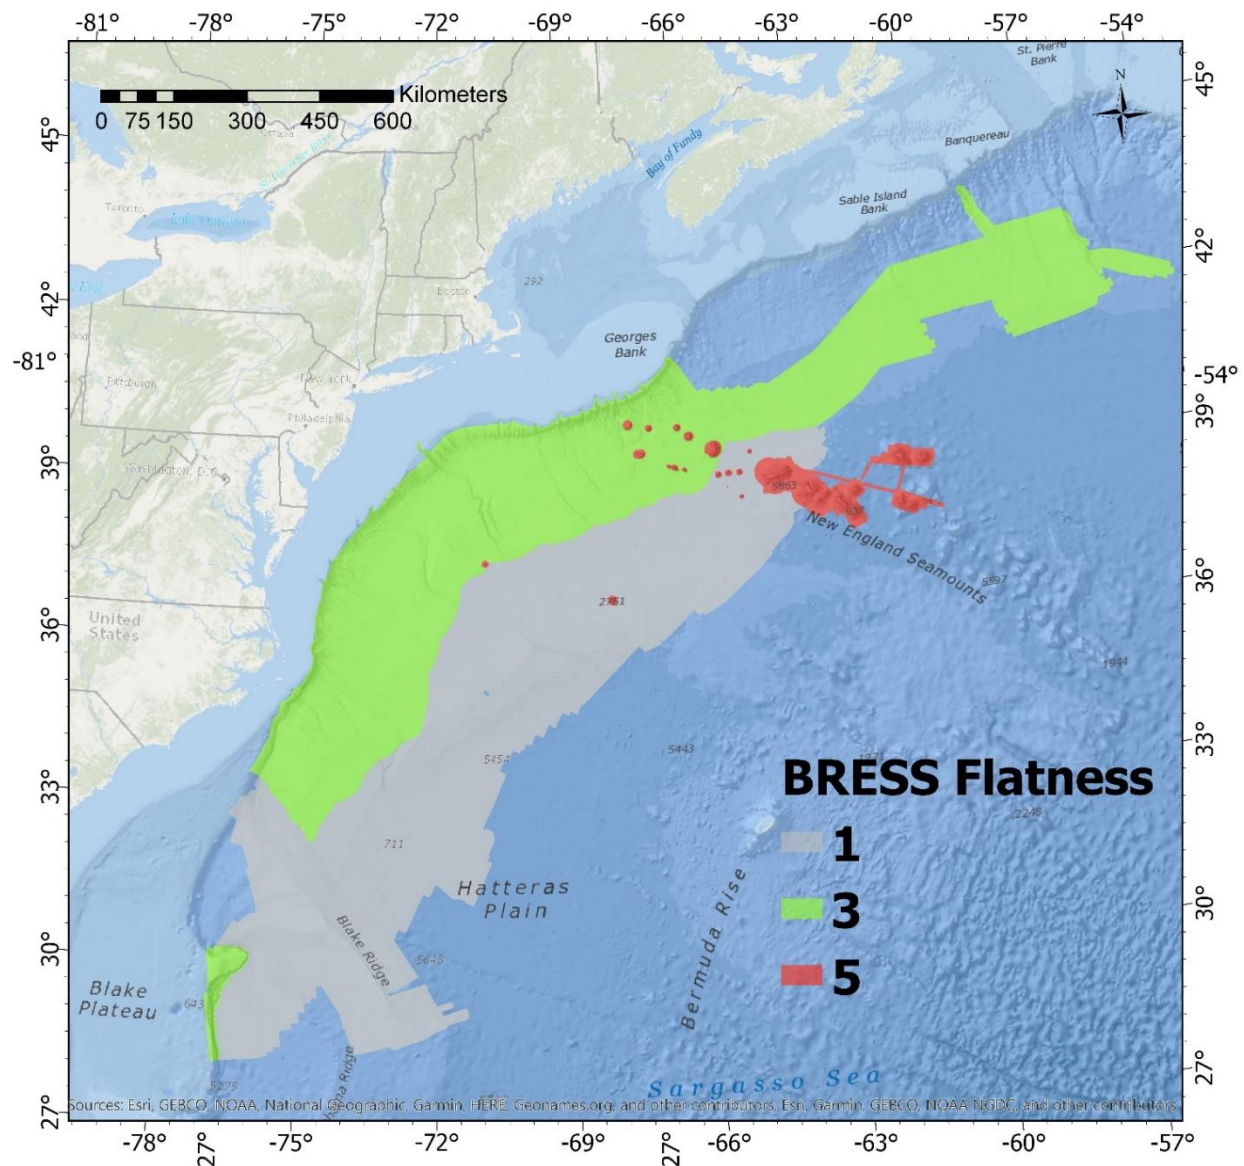 -81° -78° -75° -72° -69° -66° -63° -60° -57° -54°
St. Pierre
Bank
N
Kilometers
0 75 150 300 450 600
45°
45°
Banquereau
Bay of Fundy
Sable Island
Bank
Toronto
42°
292
Boston
42°
Georges
Bank
-81°
-54°
Pittsburgh
New York
39°
Philadelphia
39°
Washington, D.C.
5863
New England Seamounts
36°
5597
2761
United
States
36°
1944
33°
5443
5454
33°
BRESS Flatness
1
2246
711
3
Hatteras
Plain
30°
Blake Ridge
Bermuda Rise
30°
5
Blake
Plateau
643
27°
Sargasso Sea
Sources: Esri, GEBCO, NOAA, National Geographic, Garmin, HERE, Geonames.org, and other contributors, Esri, Garmin, GEBCO, NOAA NGDC, and other contributors
27°
-78° 27° -75° -72° -69° 27° -66° -63° -60° -57°